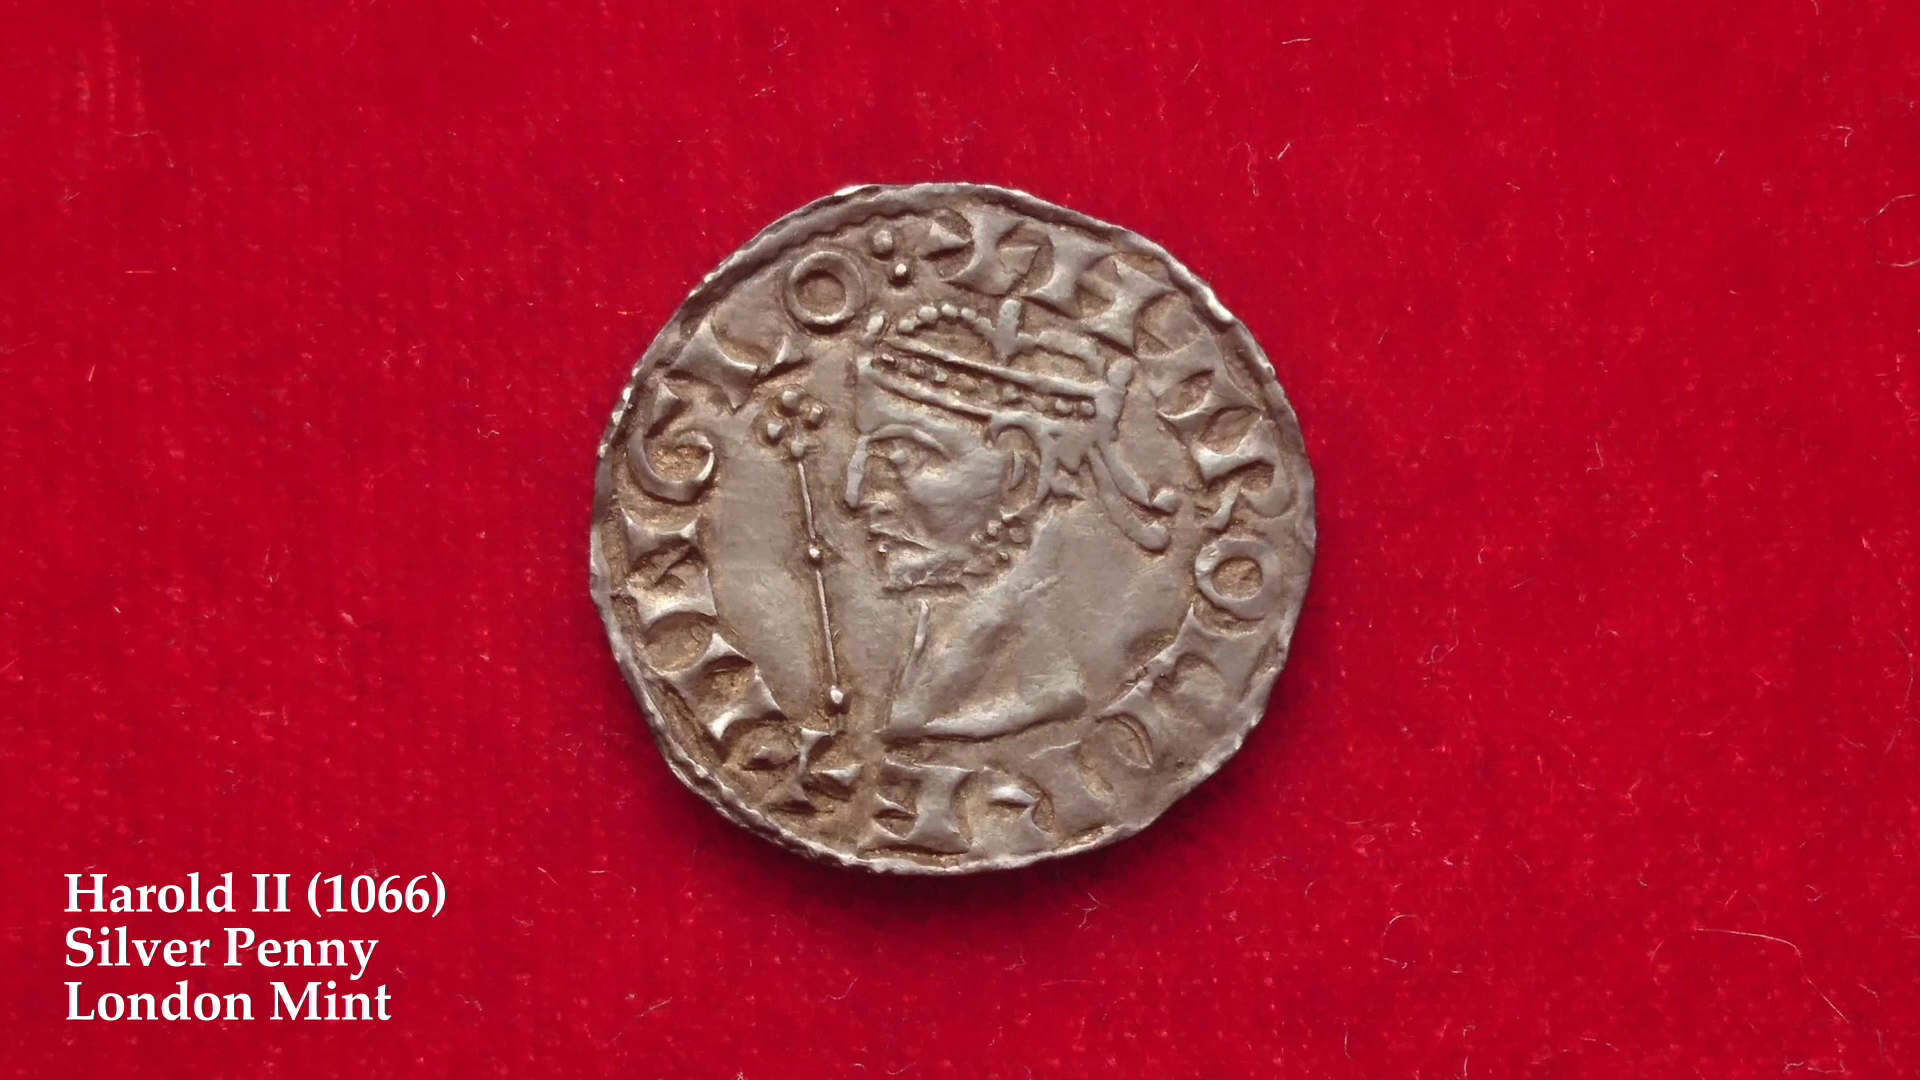 +HAROLD REX ANGLO:
Harold II (1066)
Silver Penny
London Mint